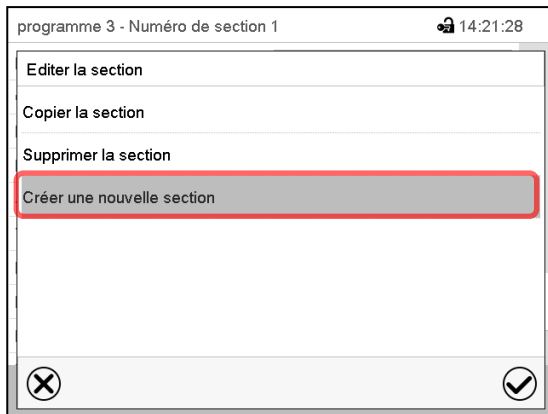 programme 3 - Numéro de section 1 14:21:28
Editer la section
Copier la section
Supprimer la section
Créer une nouvelle section